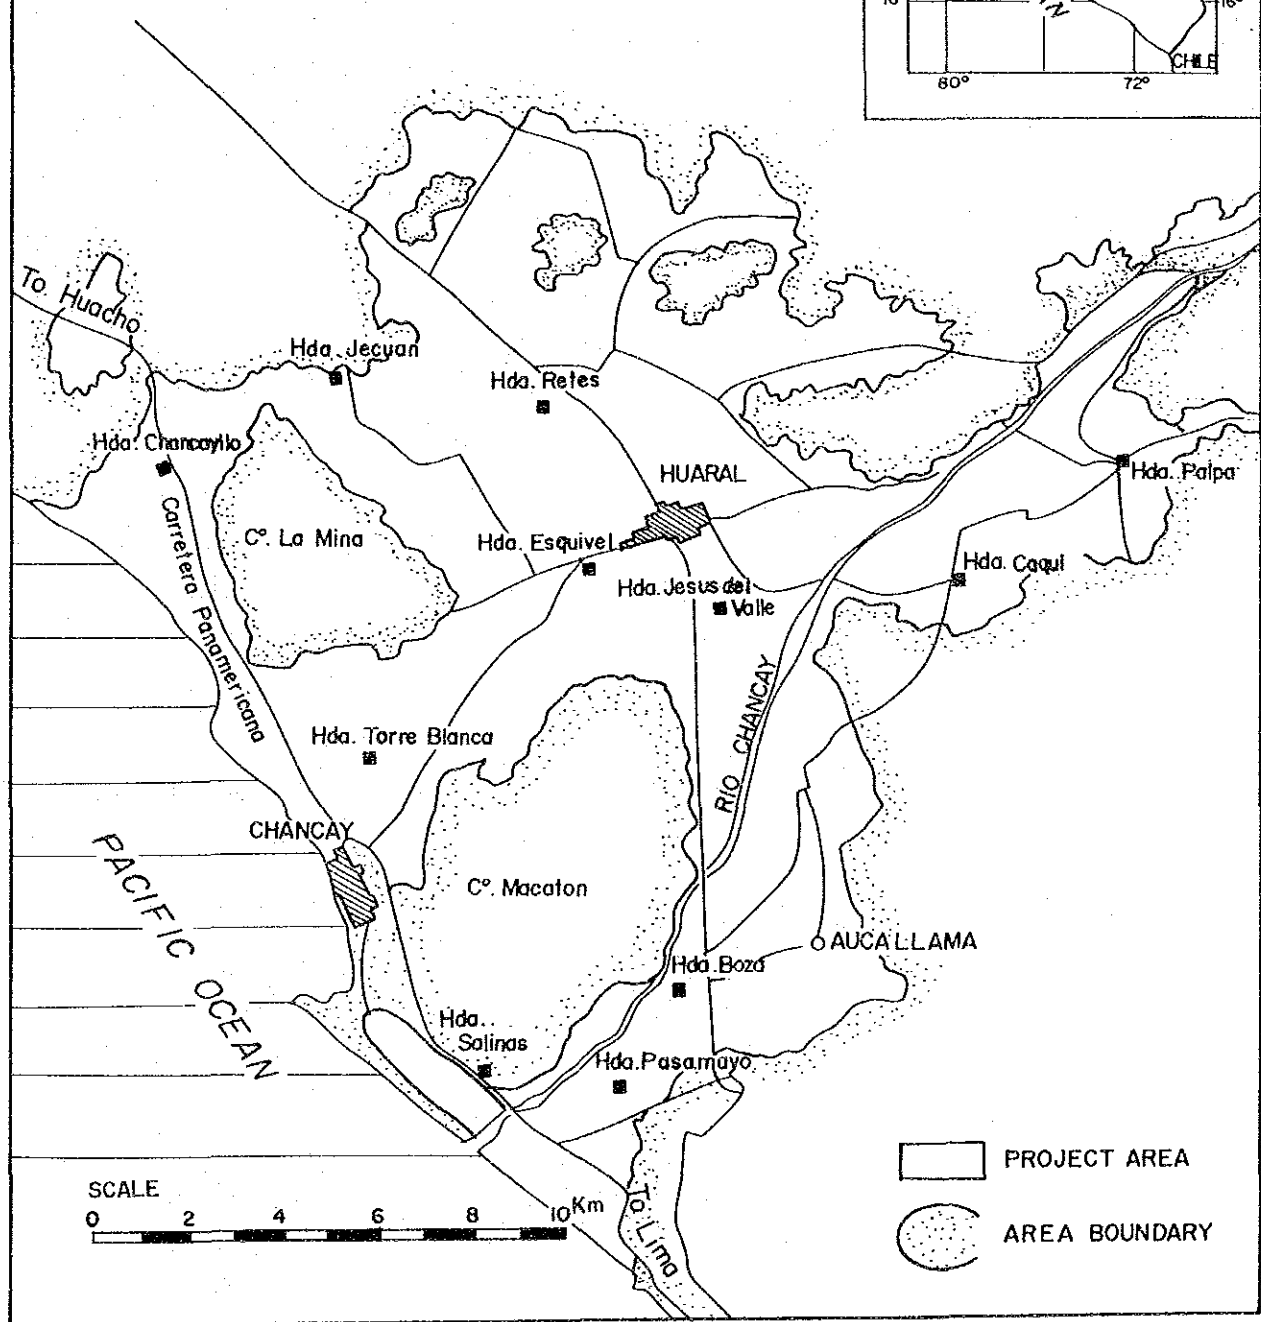 16°
CHILE
80°
72°
To. Huacho
Hda. Jecuan
Hda. Retes
Hda. Chancayllo
HUARAL
Hda. Palpa
Carretera Panamericana
C°. La Mina
Hda. Esquivel
Hda. Caqui
Hda. Jesus del
Valle
RIO CHANCAY
Hda. Torre Blanca
CHANCAY
PACIFIC OCEAN
C°. Macaton
AUCALLAMA
Hda. Boza
Hda.
Salinas
Hda. Pasamayo
PROJECT AREA
SCALE
0 2 4 6 8 10 Km
To Lima
AREA BOUNDARY